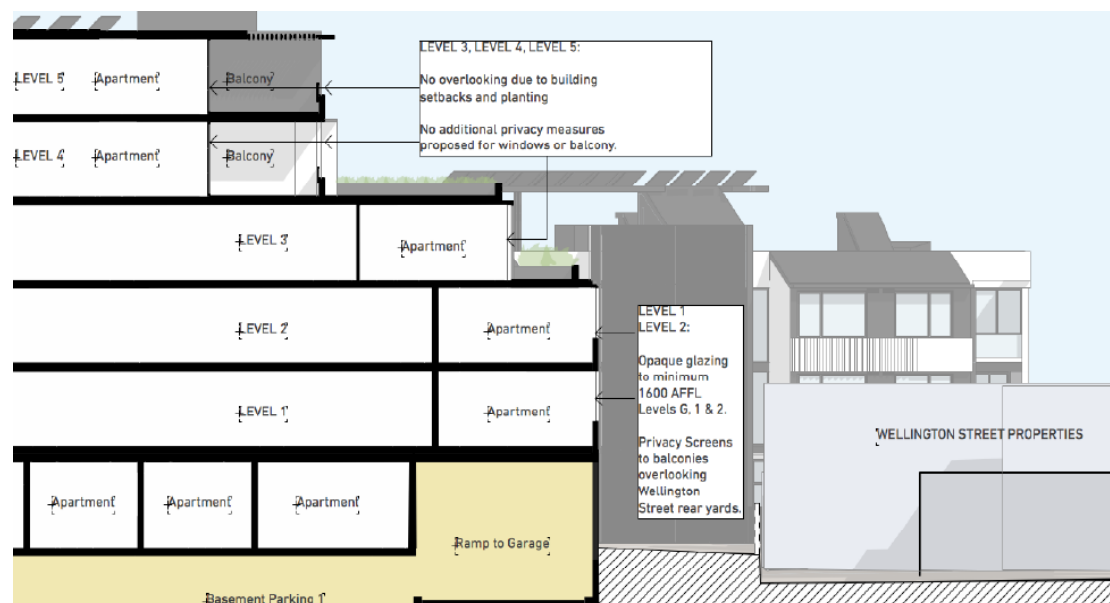 LEVEL 3, LEVEL 4, LEVEL 5:
No overlooking due to building
setbacks and planting
No additional privacy measures
proposed for windows or balcony.
LEVEL 5
Apartment
Balcony
LEVEL 4
Apartment
Balcony
LEVEL 3
Apartment
LEVEL 2
Apartment
LEVEL 1
LEVEL 2:
Opaque glazing
to minimum
1600 AFFL
Levels G, 1 & 2.
Privacy Screens
to balconies
overlooking
Wellington
Street rear yards.
LEVEL 1
Apartment
WELLINGTON STREET PROPERTIES
Apartment
Apartment
Apartment
Ramp to Garage
Basement Parking 1